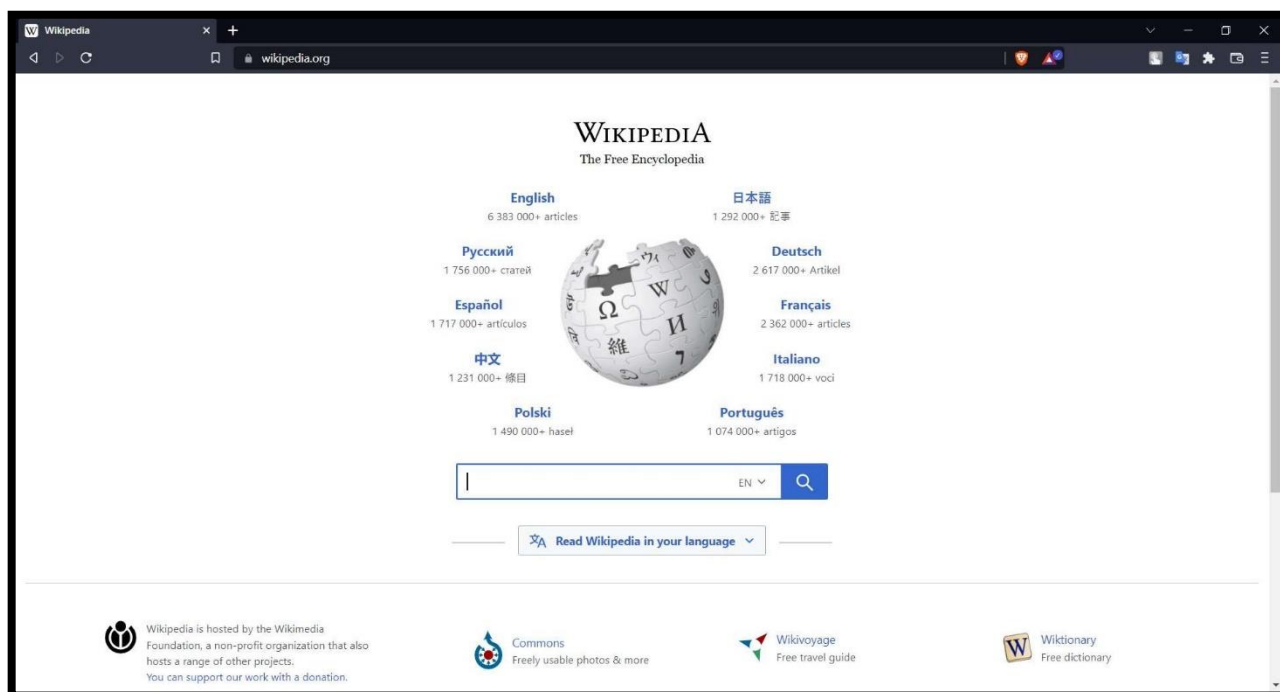 Wikipedia
wikipedia.org
WIKIPEDIA
The Free Encyclopedia
English
6 383 000+ articles
日本語
1 292 000+ 記事
Русский
1 756 000+ статей
Deutsch
2 617 000+ Artikel
Español
1 717 000+ artículos
Français
2 362 000+ articles
中文
1 231 000+ 條目
Italiano
1 718 000+ voci
Polski
1 490 000+ haseł
Português
1 074 000+ artigos
Ω W И 維 7 ウィ
EN
Read Wikipedia in your language
Wikipedia is hosted by the Wikimedia
Foundation, a non-profit organization that also
hosts a range of other projects.
You can support our work with a donation.
Commons
Freely usable photos & more
Wikivoyage
Free travel guide
W
Wiktionary
Free dictionary